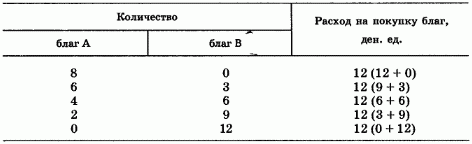 Количество
Расход на покупку благ,
ден. ед.
благ А
благ В
8 0 12 (12 + 0)
6 3 12 (9 + 3)
4 6 12 (6 + 6)
2 9 12 (3 + 9)
0 12 12 (0 + 12)